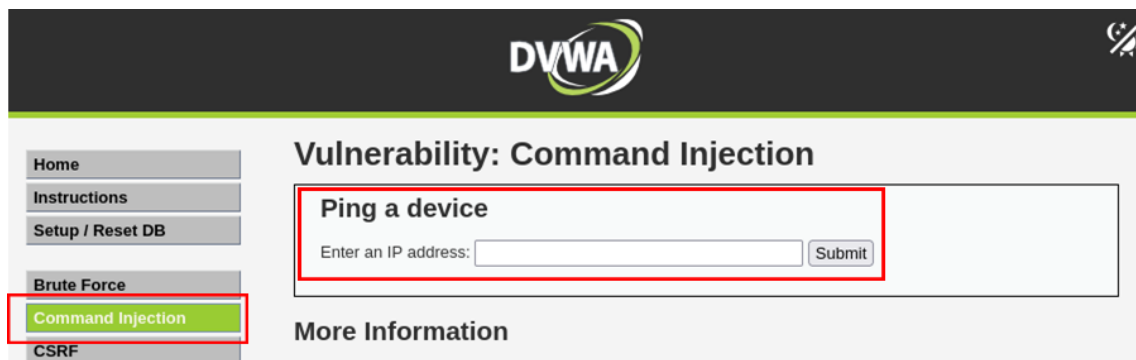 DVWA
Home
Instructions
Setup / Reset DB
Brute Force
Command Injection
CSRF
Vulnerability: Command Injection
Ping a device
Enter an IP address:
Submit
More Information